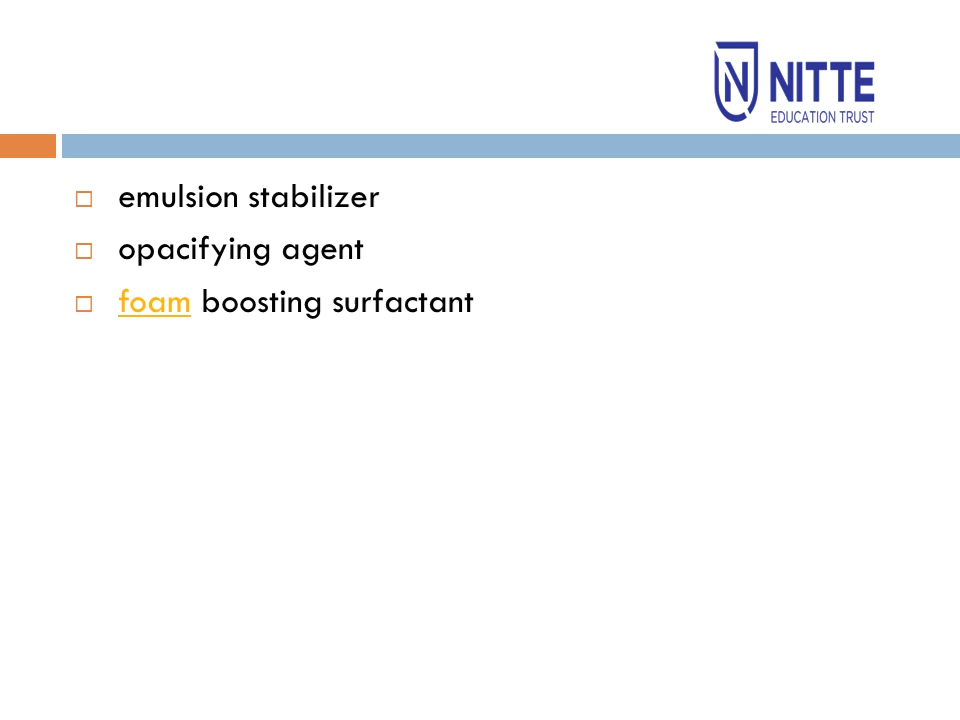 NITTE
EDUCATION TRUST
emulsion stabilizer
opacifying agent
foam boosting surfactant